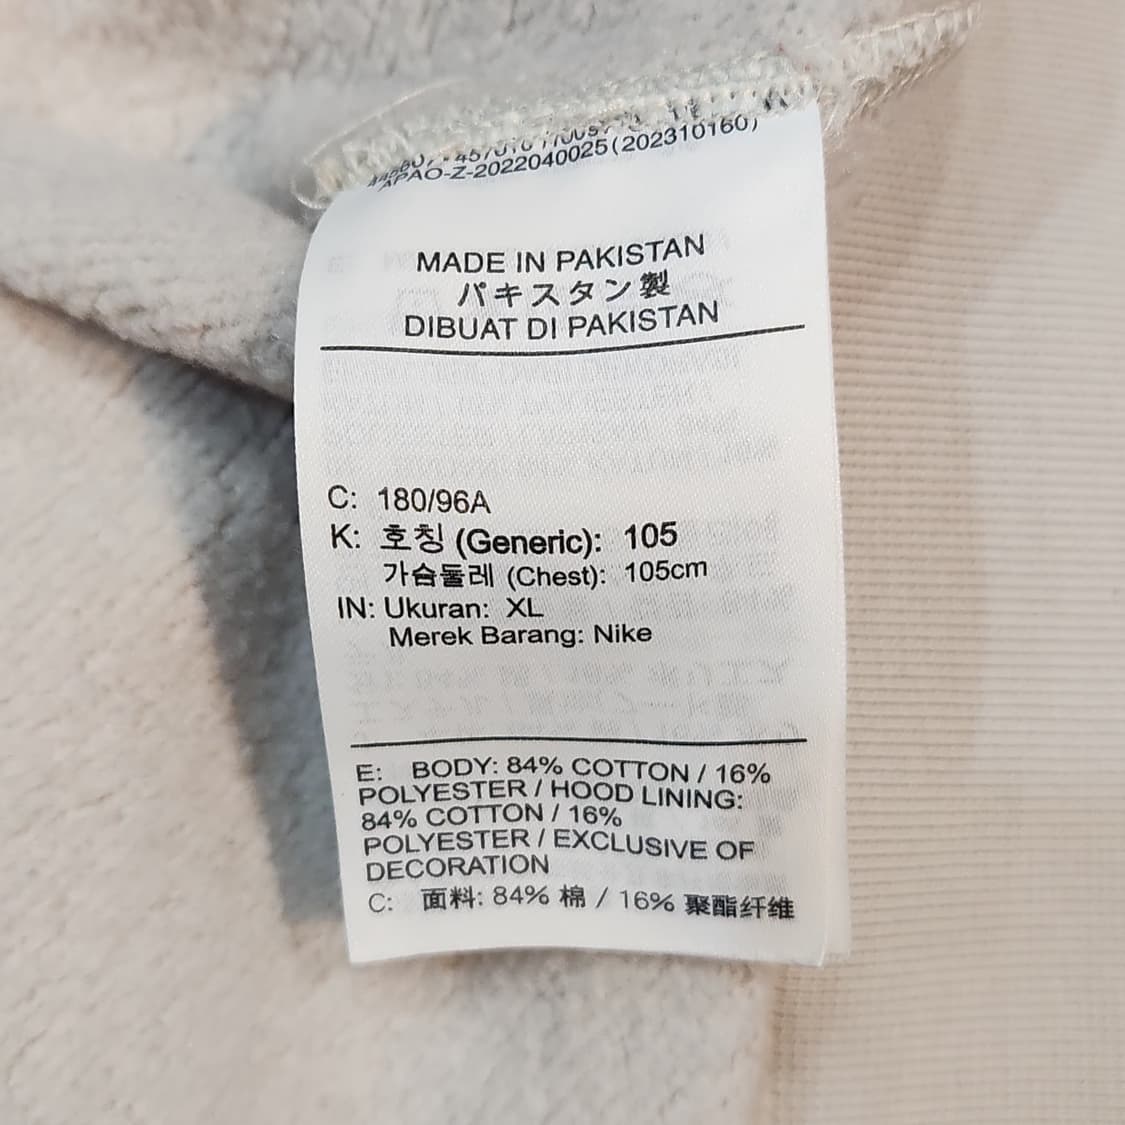 APAO-Z-2022040025(202310160)
MADE IN PAKISTAN
パキスタン製
DIBUAT DI PAKISTAN
C: 180/96A
K: 호칭 (Generic): 105
가슴둘레 (Chest): 105cm
IN: Ukuran: XL
Merek Barang: Nike
E: BODY: 84% COTTON / 16%
POLYESTER / HOOD LINING:
84% COTTON / 16%
POLYESTER / EXCLUSIVE OF
DECORATION
C: 面料: 84% 棉 / 16% 聚酯纤维